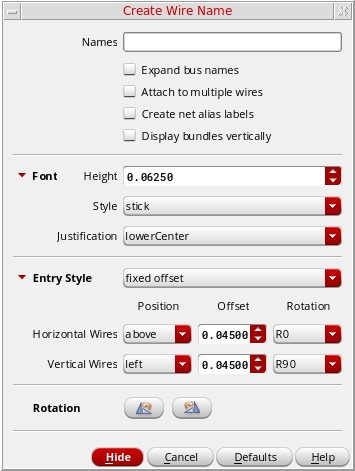 Create Wire Name
Names
Expand bus names
Attach to multiple wires
Create net alias labels
Display bundles vertically
Font Height 0.06250
Style stick
Justification lowerCenter
Entry Style fixed offset
Position Offset Rotation
Horizontal Wires above 0.04500 R0
Vertical Wires left 0.04500 R90
Rotation
Hide Cancel Defaults Help